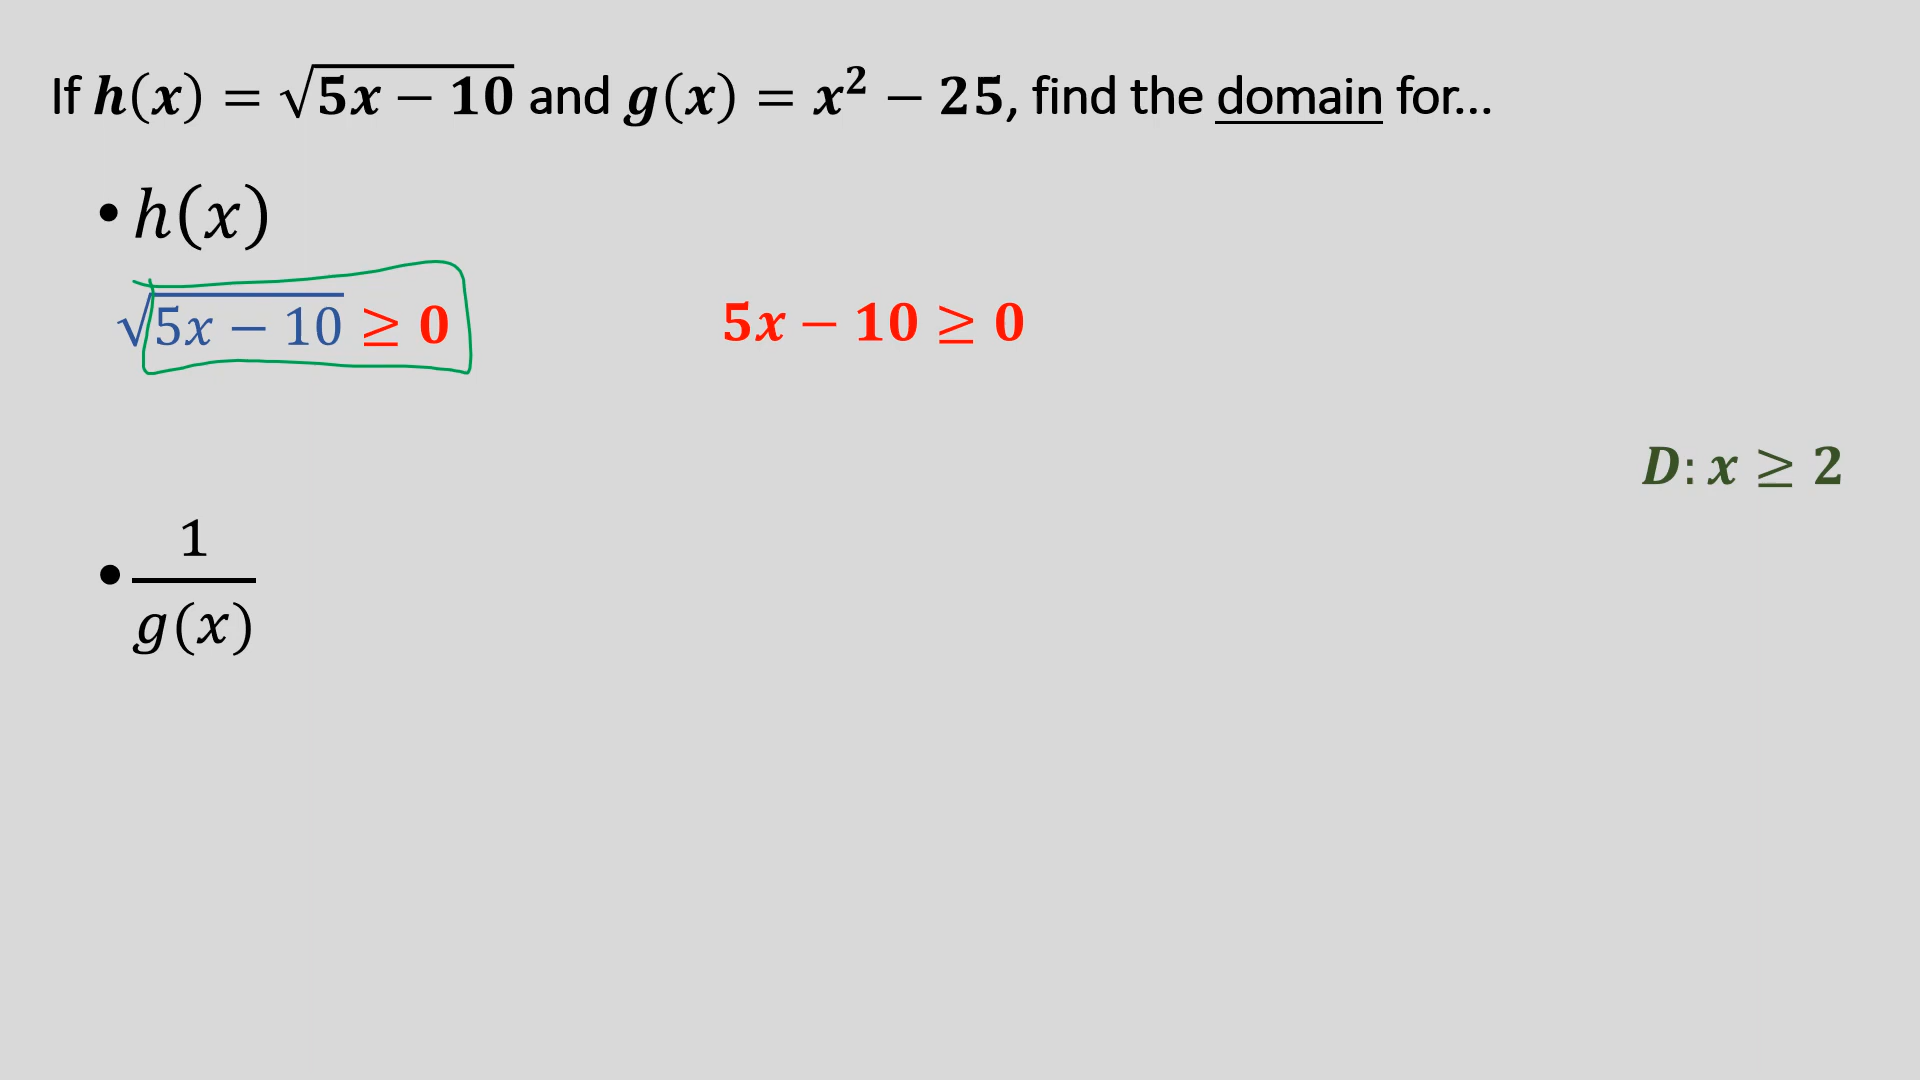 If h(x) = √5x − 10 and g(x) = x² − 25, find the domain for...
• h(x)
√5x − 10 ≥ 0 5x − 10 ≥ 0
D: x ≥ 2
• 1
g(x)